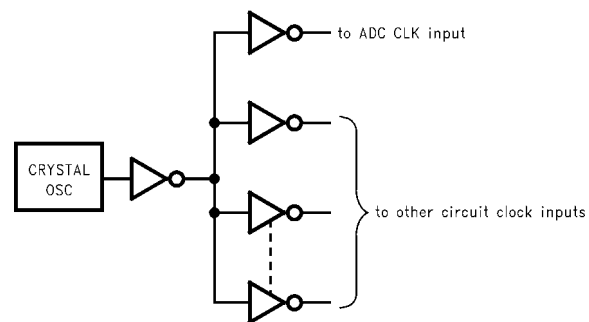 to ADC CLK input
CRYSTAL
OSC
to other circuit clock inputs